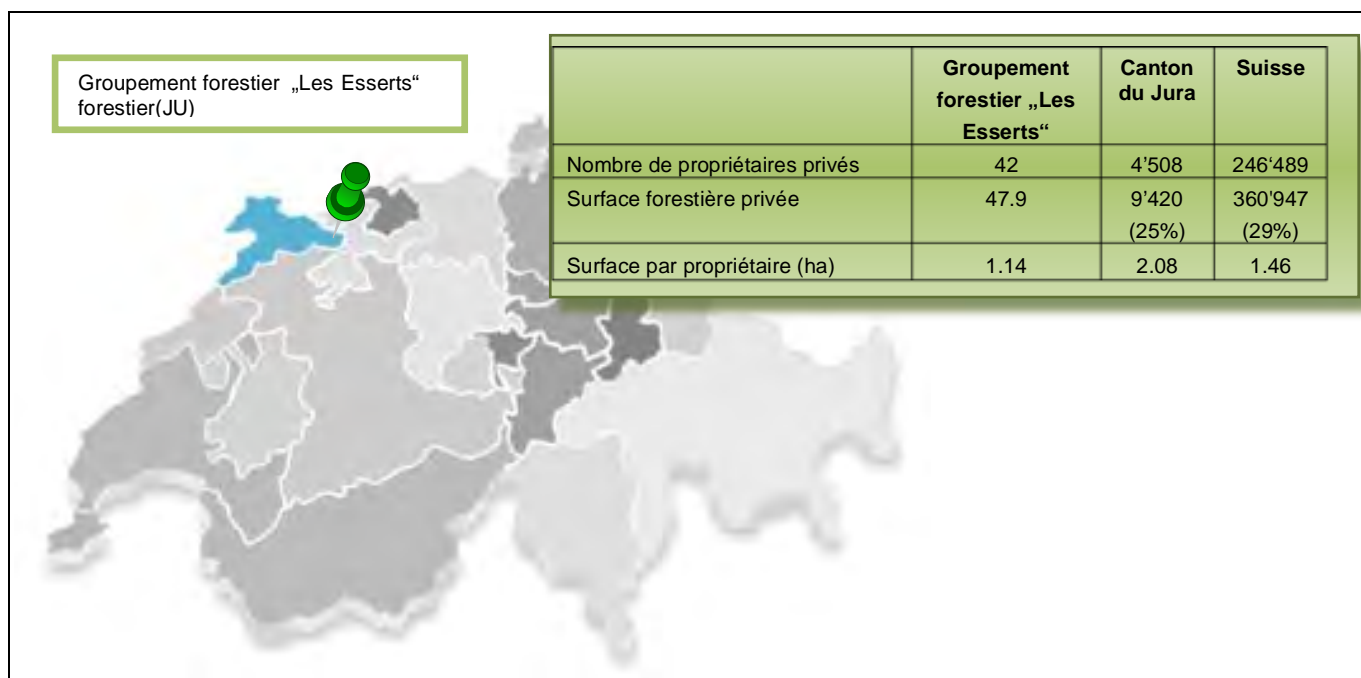 Groupement forestier „Les Esserts“
forestier(JU)
Groupement
forestier „Les
Esserts“
Canton
du Jura
Suisse
Nombre de propriétaires privés 42 4’508 246‘489
Surface forestière privée 47.9 9’420 360’947
(25%) (29%)
Surface par propriétaire (ha) 1.14 2.08 1.46